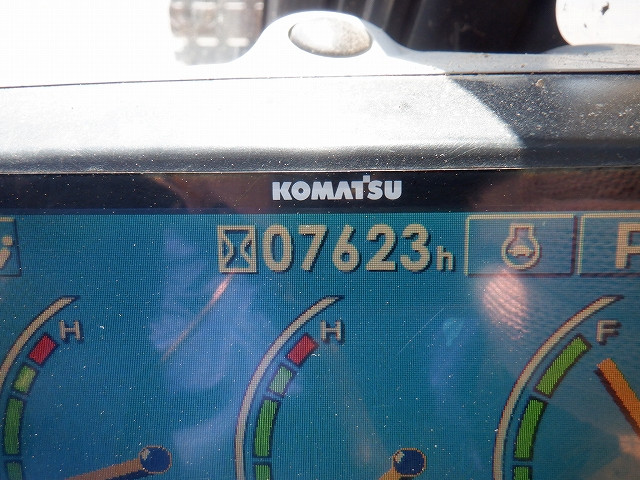 KOMATSU
07623h
P
H H F